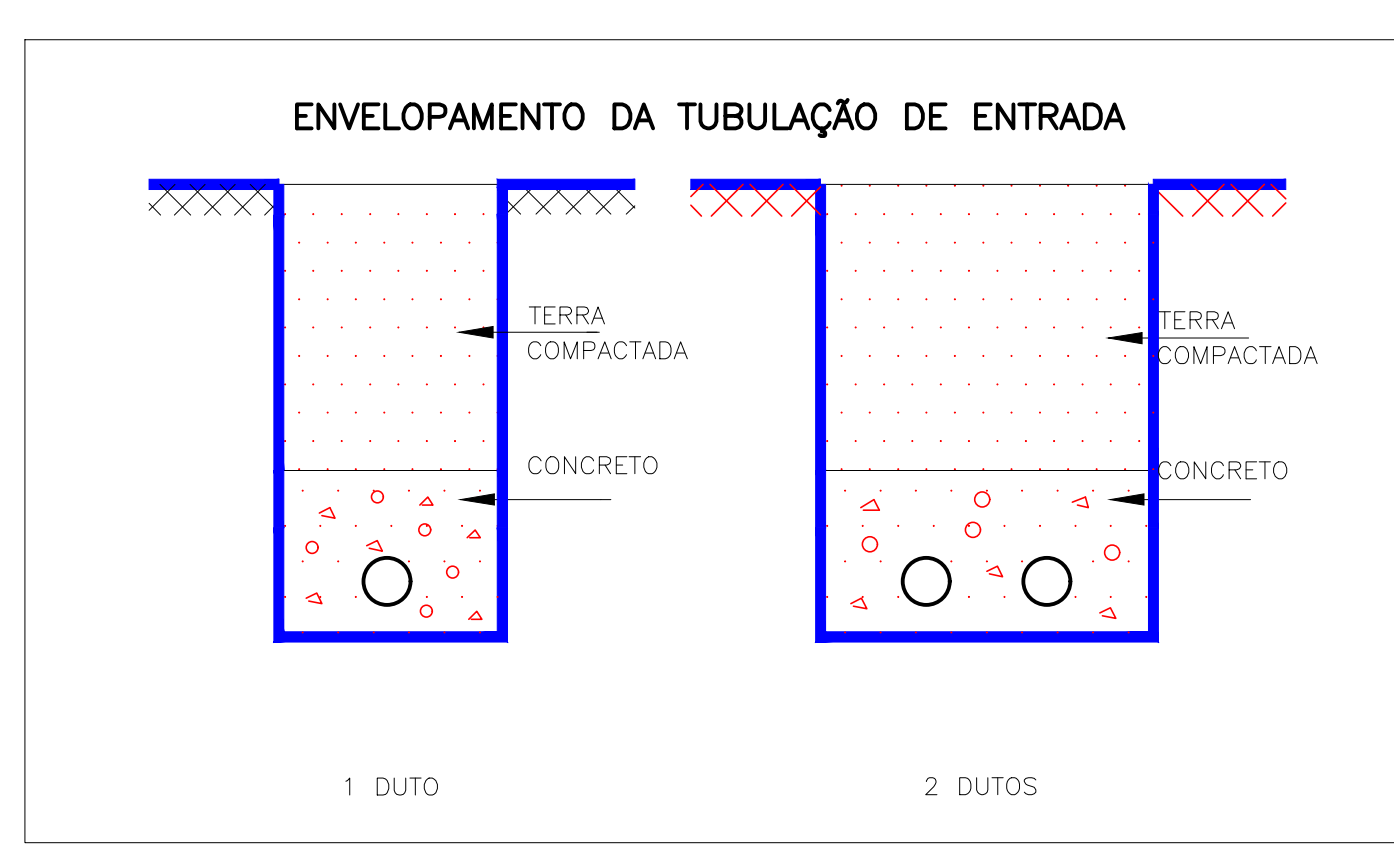 ENVELOPAMENTO DA TUBULAÇÃO DE ENTRADA
TERRA
COMPACTADA
CONCRETO
1 DUTO
TERRA
COMPACTADA
CONCRETO
2 DUTOS